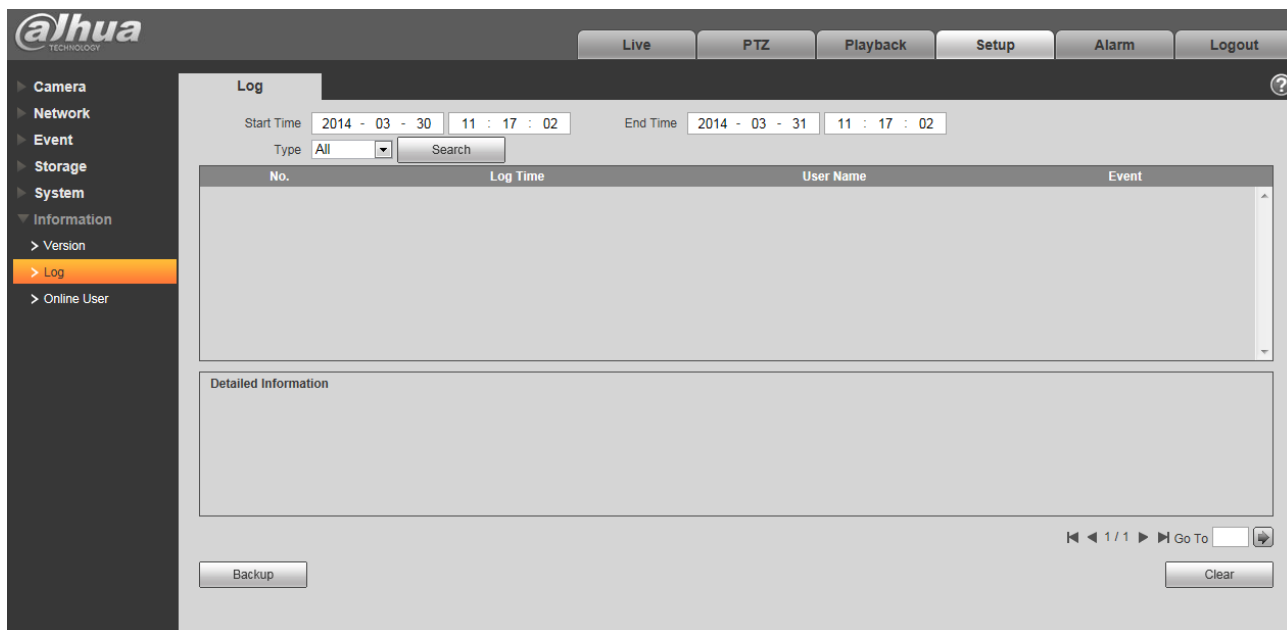 alhua
TECHNOLOGY
Live PTZ Playback Setup Alarm Logout
Camera
Network
Event
Storage
System
Information
> Version
> Log
> Online User
Log
?
Start Time 2014 - 03 - 30 11 : 17 : 02 End Time 2014 - 03 - 31 11 : 17 : 02
Type All Search
No. Log Time User Name Event
Detailed Information
1 / 1 Go To
Backup Clear